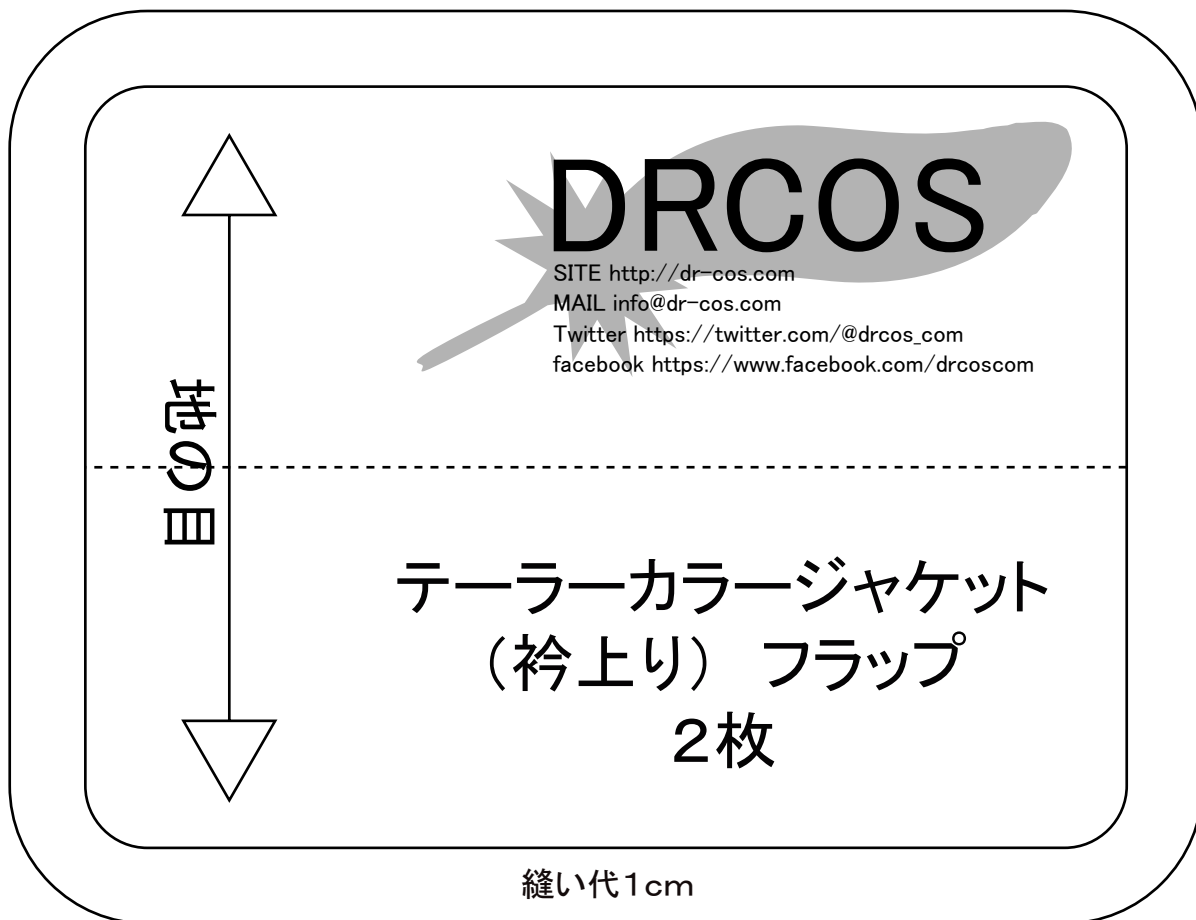 DRCOS
SITE http://dr-cos.com
MAIL info@dr-cos.com
Twitter https://twitter.com/@drcos_com
facebook https://www.facebook.com/drcoscom
地の目
テーラーカラージャケット
（衿上り） フラップ
２枚
縫い代１cm